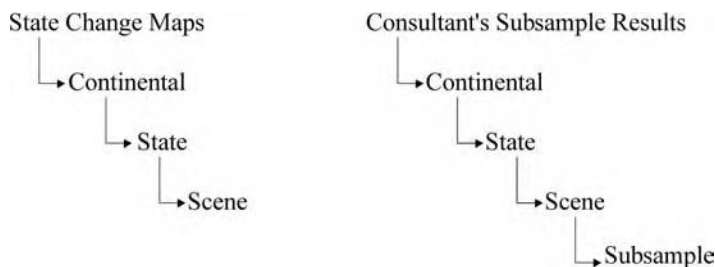 State Change Maps
Continental
State
Scene
Consultant's Subsample Results
Continental
State
Scene
Subsample